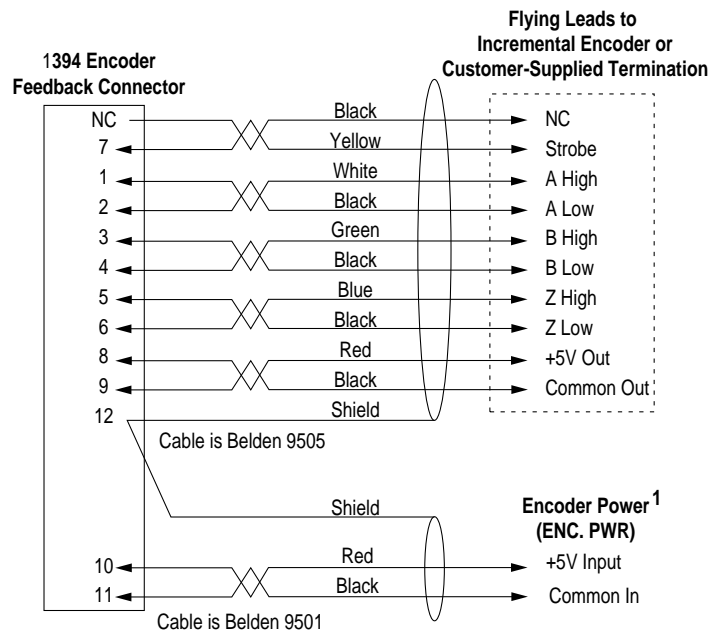 Flying Leads to
Incremental Encoder or
Customer-Supplied Termination
1394 Encoder
Feedback Connector
NC Black NC
7 Yellow Strobe
1 White A High
2 Black A Low
3 Green B High
4 Black B Low
5 Blue Z High
6 Black Z Low
8 Red +5V Out
9 Black Common Out
12 Shield
Cable is Belden 9505
Shield
Encoder Power 1
(ENC. PWR)
10 Red +5V Input
11 Black Common In
Cable is Belden 9501